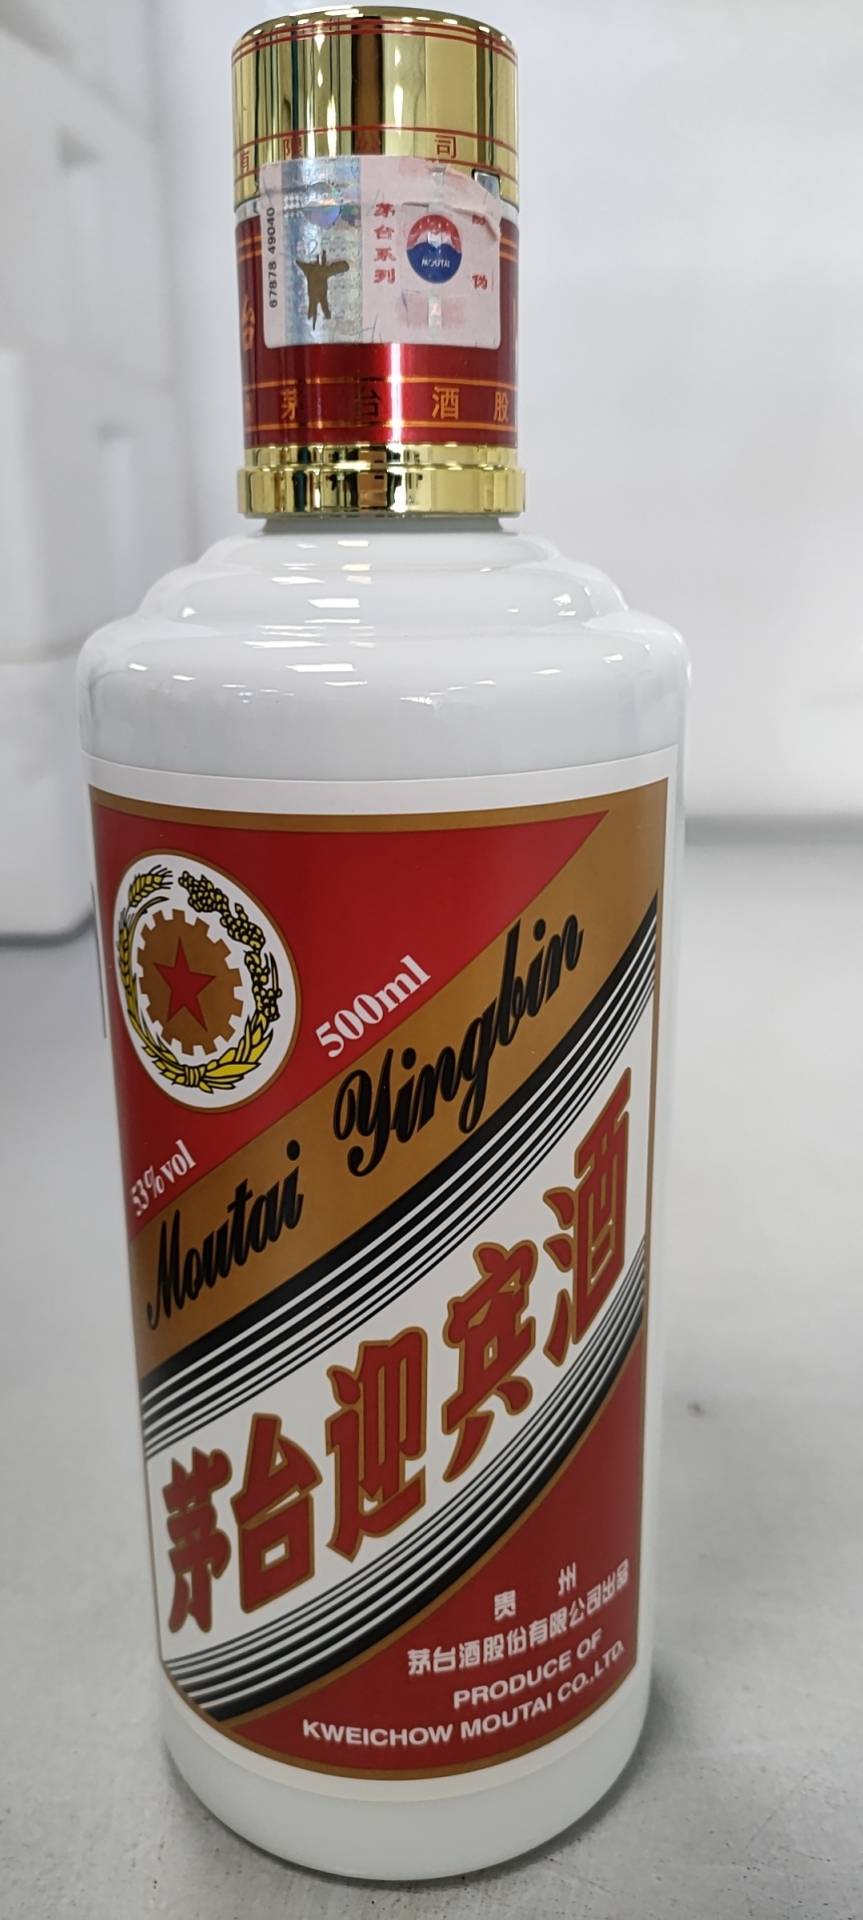 有限公司
67878 49040
茅台系列
MOUTAI
防伪
台
茅台酒股
500ml
53%vol
Moutai Yingbin
茅台迎宾酒
贵州
茅台酒股份有限公司出品
PRODUCE OF
KWEICHOW MOUTAI CO.,LTD.